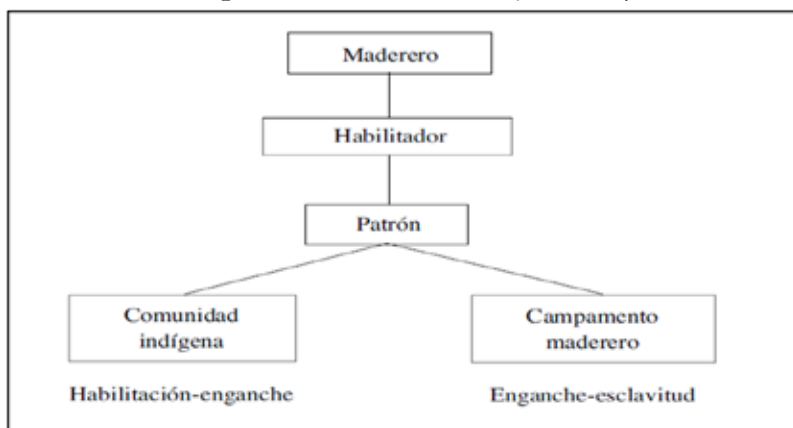 Maderero
Habilitador
Patrón
Comunidad
indígena
Campamento
maderero
Habilitación-enganche
Enganche-esclavitud